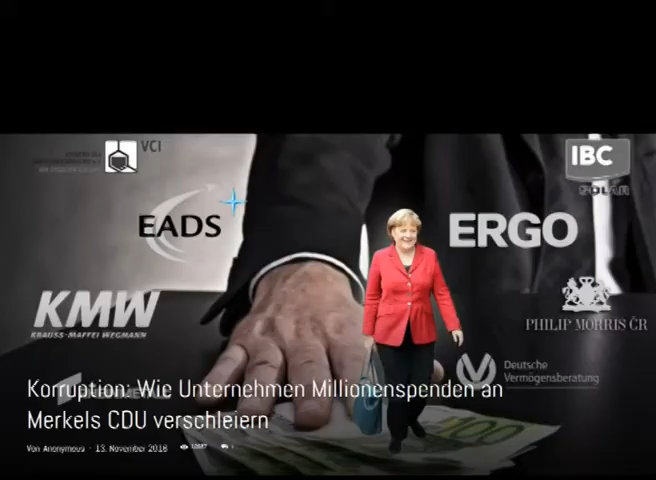 VCI
IBC
SOLAR
EADS
ERGO
KMW
KRAUSS-MAFFEI WEGMANN
PHILIP MORRIS ČR
Deutsche
Vermögensberatung
Korruption: Wie Unternehmen Millionenspenden an
Merkels CDU verschleiern
Von Anonymous - 13. November 2016
100